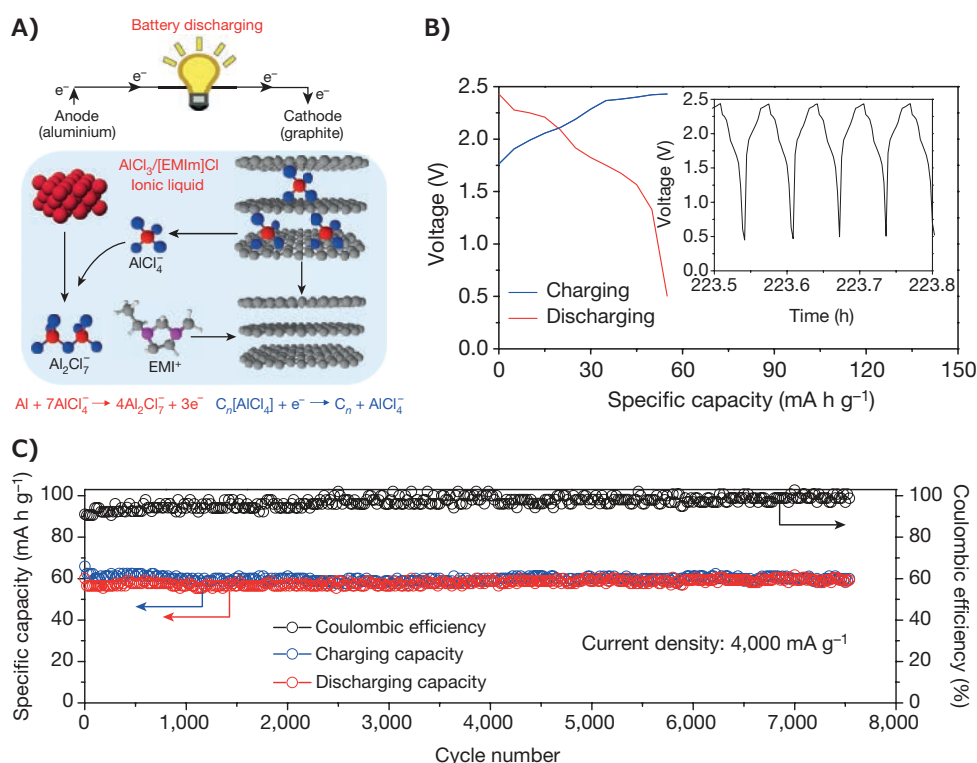 A)
Battery discharging
e⁻ e⁻
e⁻ e⁻
Anode
(aluminium)
Cathode
(graphite)
AlCl₃/[EMIm]Cl
Ionic liquid
AlCl₄⁻
Al₂Cl₇⁻
EMI⁺
Al + 7AlCl₄⁻ → 4Al₂Cl₇⁻ + 3e⁻
Cₙ[AlCl₄] + e⁻ → Cₙ + AlCl₄⁻
B)
Voltage (V)
2.5
2.0
1.5
1.0
0.5
0.0
Charging
Discharging
0 30 60 90 120 150
Specific capacity (mA h g⁻¹)
Voltage (V)
2.5
2.0
1.5
1.0
0.5
0.0
223.5 223.6 223.7 223.8
Time (h)
C)
Specific capacity (mA h g⁻¹)
100
80
60
40
20
0
Coulombic efficiency
Charging capacity
Discharging capacity
Current density: 4,000 mA g⁻¹
0 1,000 2,000 3,000 4,000 5,000 6,000 7,000 8,000
Cycle number
100
80
60
40
20
0
Coulombic efficiency (%)